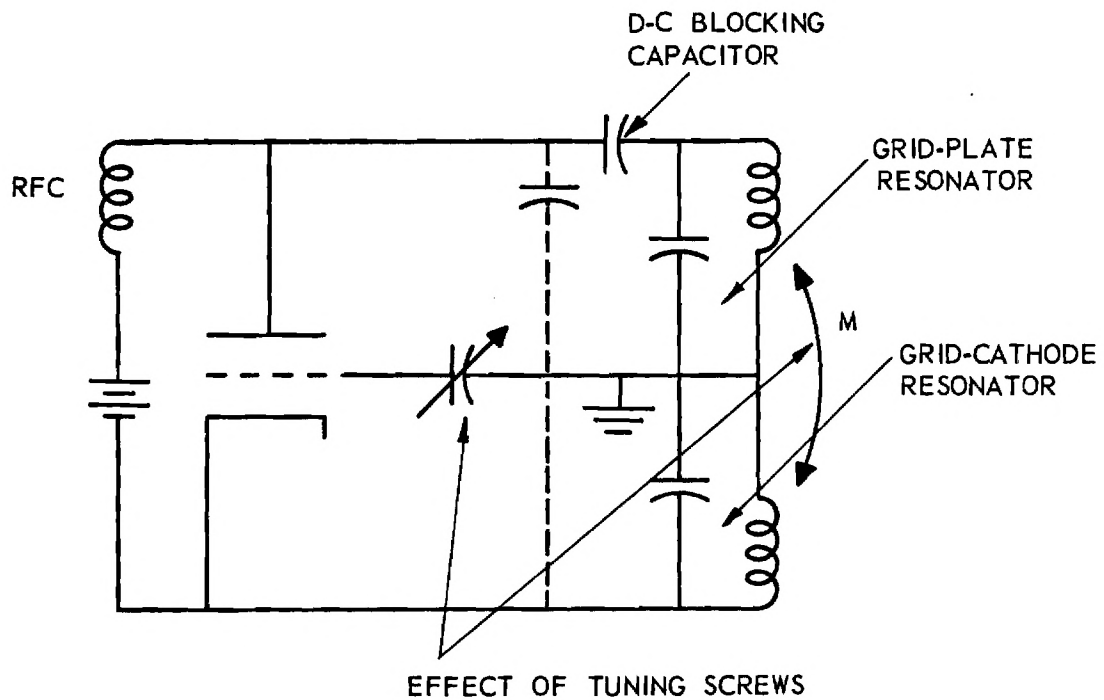 D-C BLOCKING
CAPACITOR
RFC
GRID-PLATE
RESONATOR
M
GRID-CATHODE
RESONATOR
EFFECT OF TUNING SCREWS